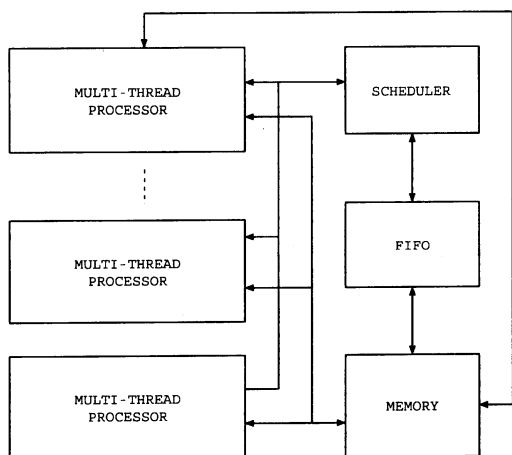 MULTI-THREAD
PROCESSOR
SCHEDULER
MULTI-THREAD
PROCESSOR
FIFO
MULTI-THREAD
PROCESSOR
MEMORY